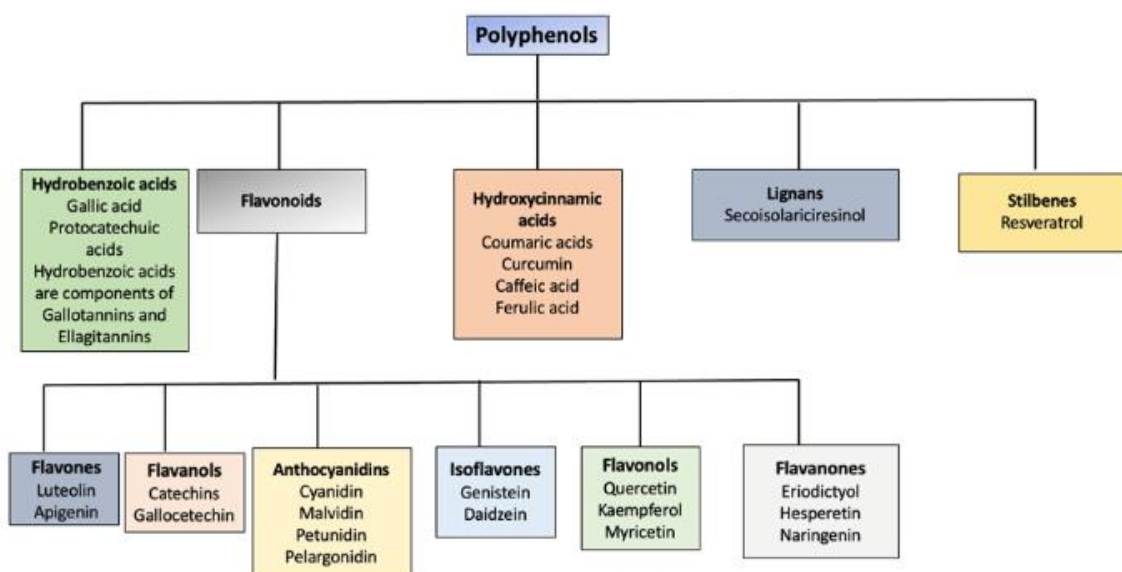 Polyphenols
Hydrobenzoic acids
Gallic acid
Protocatechuic
acids
Hydrobenzoic acids
are components of
Gallotannins and
Ellagitannins
Flavonoids
Hydroxycinnamic
acids
Coumaric acids
Curcumin
Caffeic acid
Ferulic acid
Lignans
Secoisolariciresinol
Stilbenes
Resveratrol
Flavones
Luteolin
Apigenin
Flavanols
Catechins
Gallocetechin
Anthocyanidins
Cyanidin
Malvidin
Petunidin
Pelargonidin
Isoflavones
Genistein
Daidzein
Flavonols
Quercetin
Kaempferol
Myricetin
Flavanones
Eriodictyol
Hesperetin
Naringenin